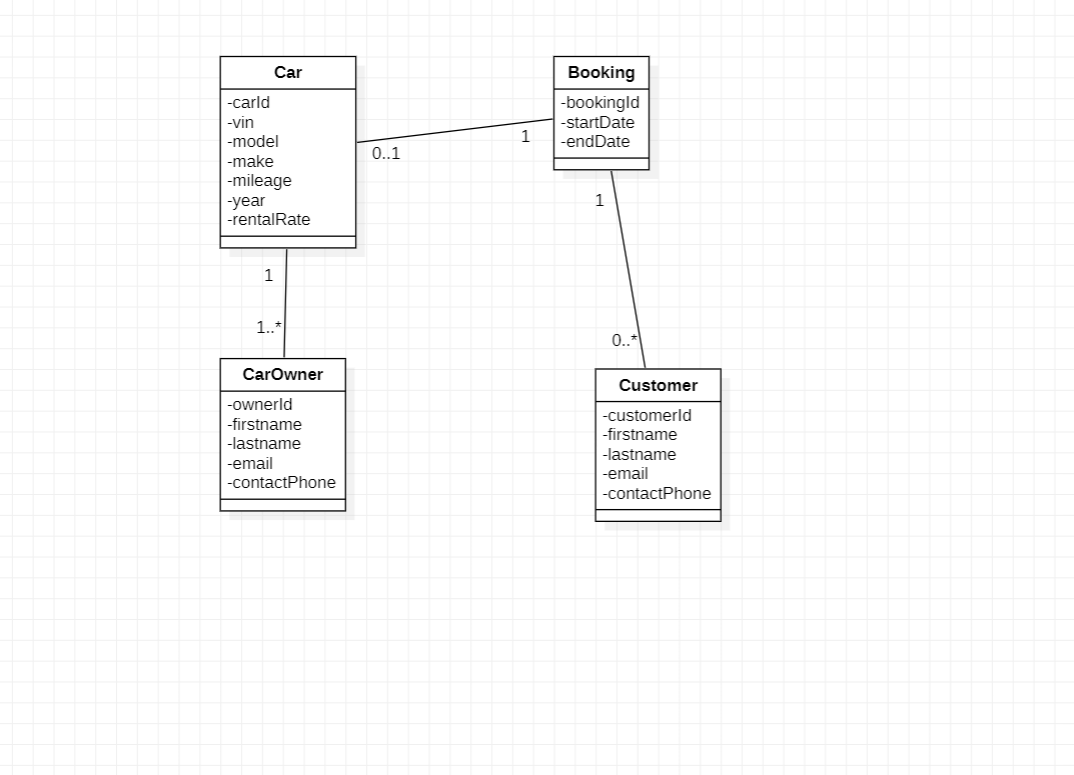 Car
-carId
-vin
-model
-make
-mileage
-year
-rentalRate
0..1
1
Booking
-bookingId
-startDate
-endDate
1
0..*
1
1..*
CarOwner
-ownerId
-firstname
-lastname
-email
-contactPhone
Customer
-customerId
-firstname
-lastname
-email
-contactPhone